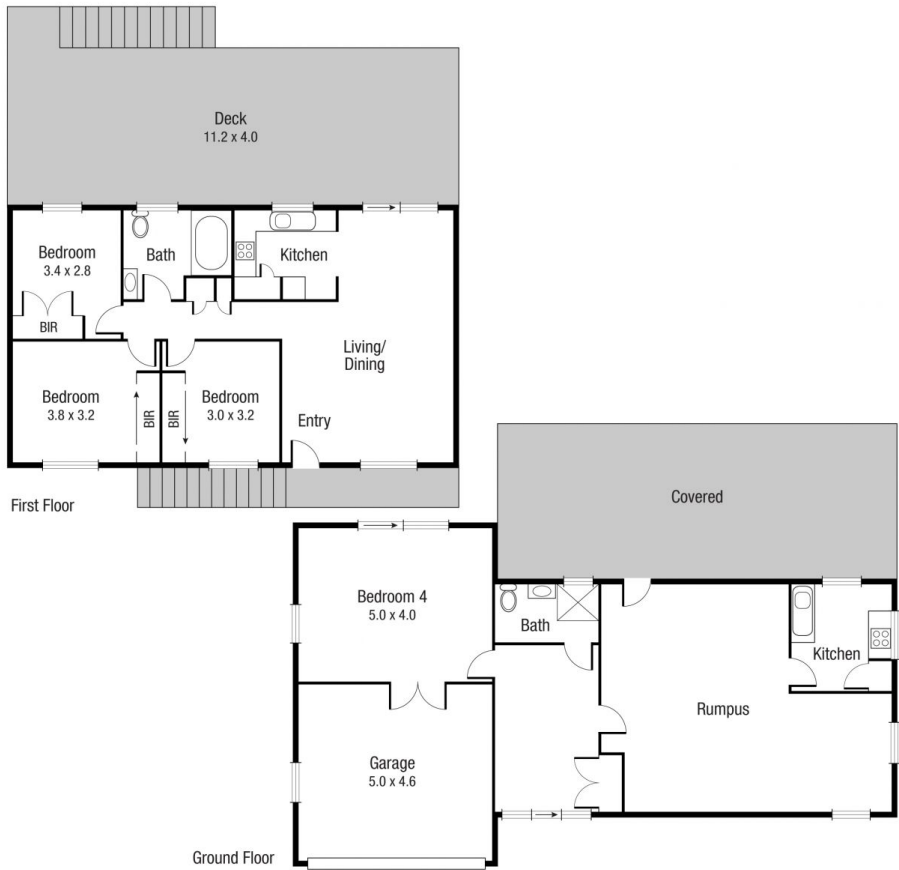 Deck
11.2 x 4.0
Bedroom
3.4 x 2.8
BIR
Bath
Kitchen
Living/
Dining
Bedroom
3.8 x 3.2
BIR
BIR
Bedroom
3.0 x 3.2
Entry
First Floor
Covered
Bedroom 4
5.0 x 4.0
Bath
Kitchen
Rumpus
Garage
5.0 x 4.6
Ground Floor